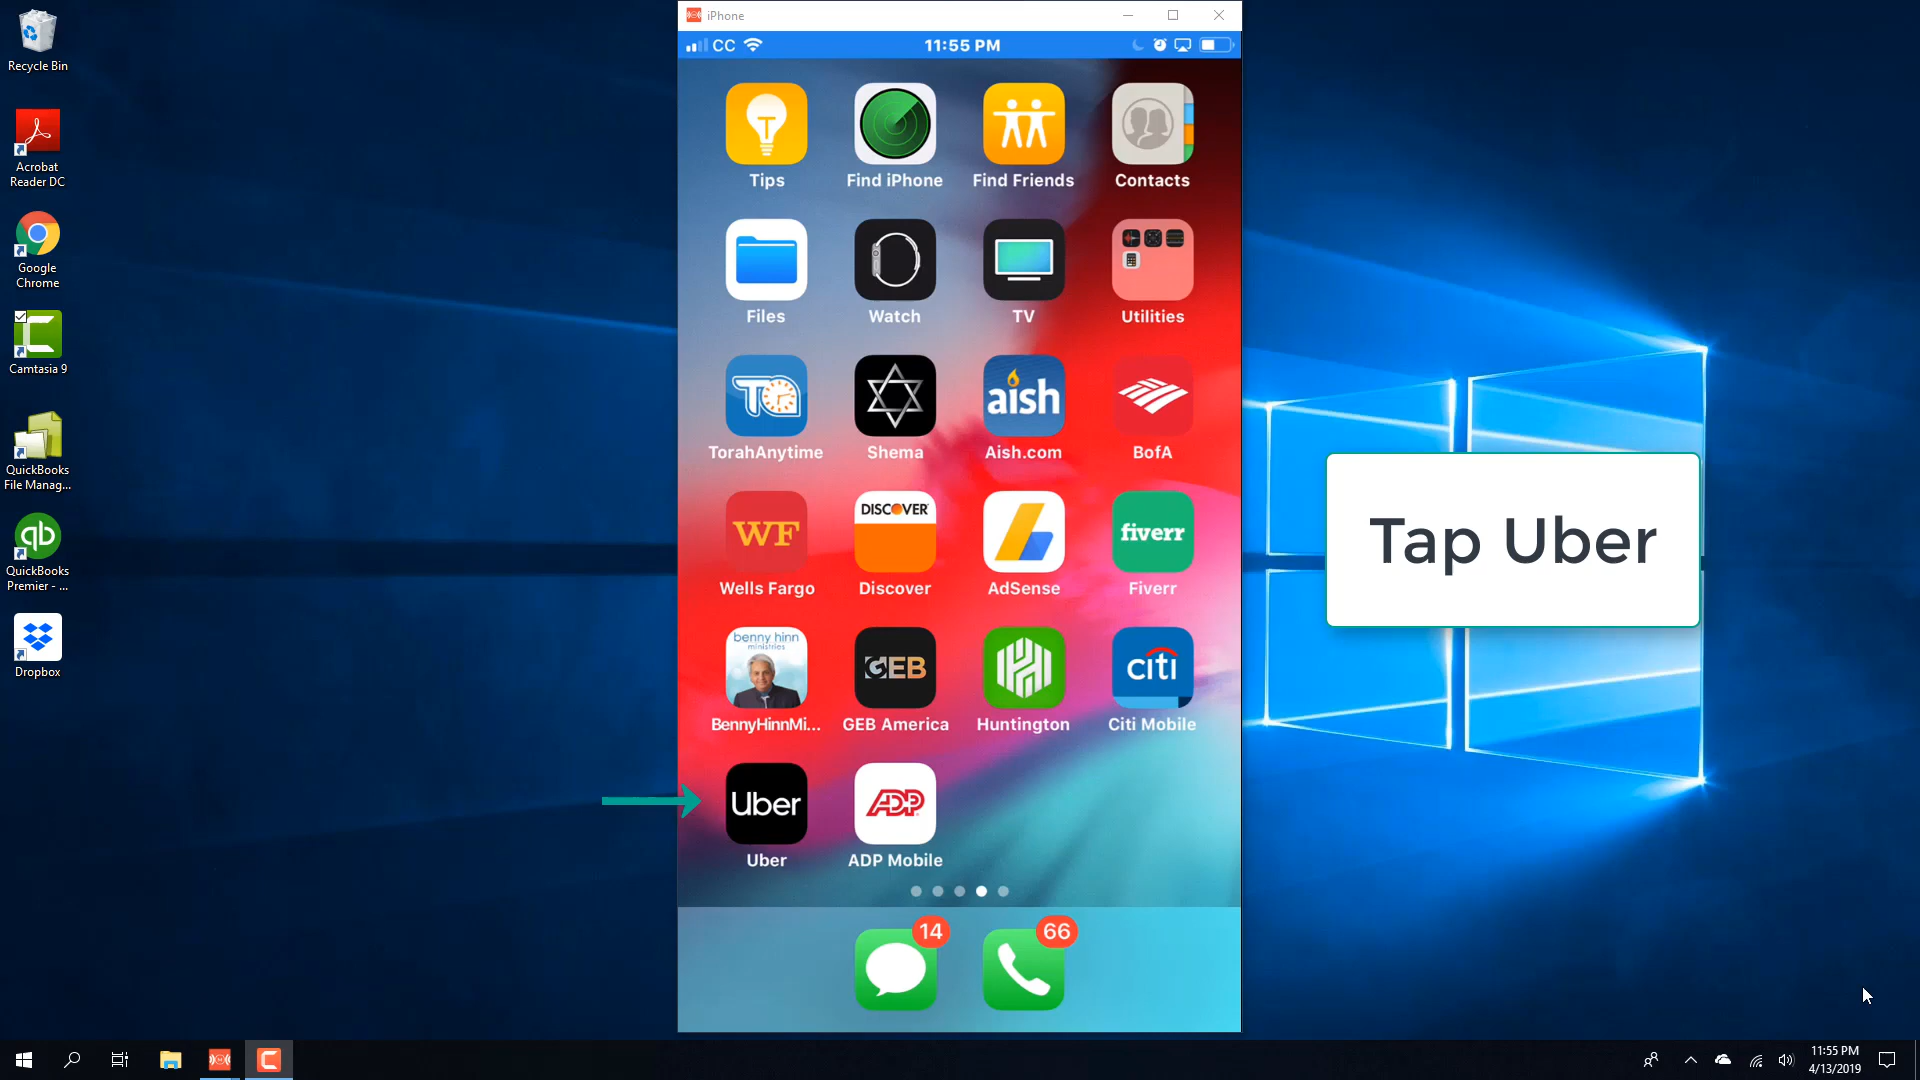 iPhone
CC
11:55 PM
Recycle Bin
Acrobat
Reader DC
Google
Chrome
Camtasia 9
QuickBooks
File Manag...
QuickBooks
Premier - ...
Dropbox
T
Tips
Find iPhone
Find Friends
Contacts
Files
Watch
TV
Utilities
TA
aish
TorahAnytime
Shema
Aish.com
BofA
WF
DISCOVER
fiverr
Wells Fargo
Discover
AdSense
Fiverr
benny hinn
ministries
GEB
citi
BennyHinnMi...
GEB America
Huntington
Citi Mobile
Uber
ADP
Uber
ADP Mobile
14
66
Tap Uber
qb
11:55 PM
4/13/2019